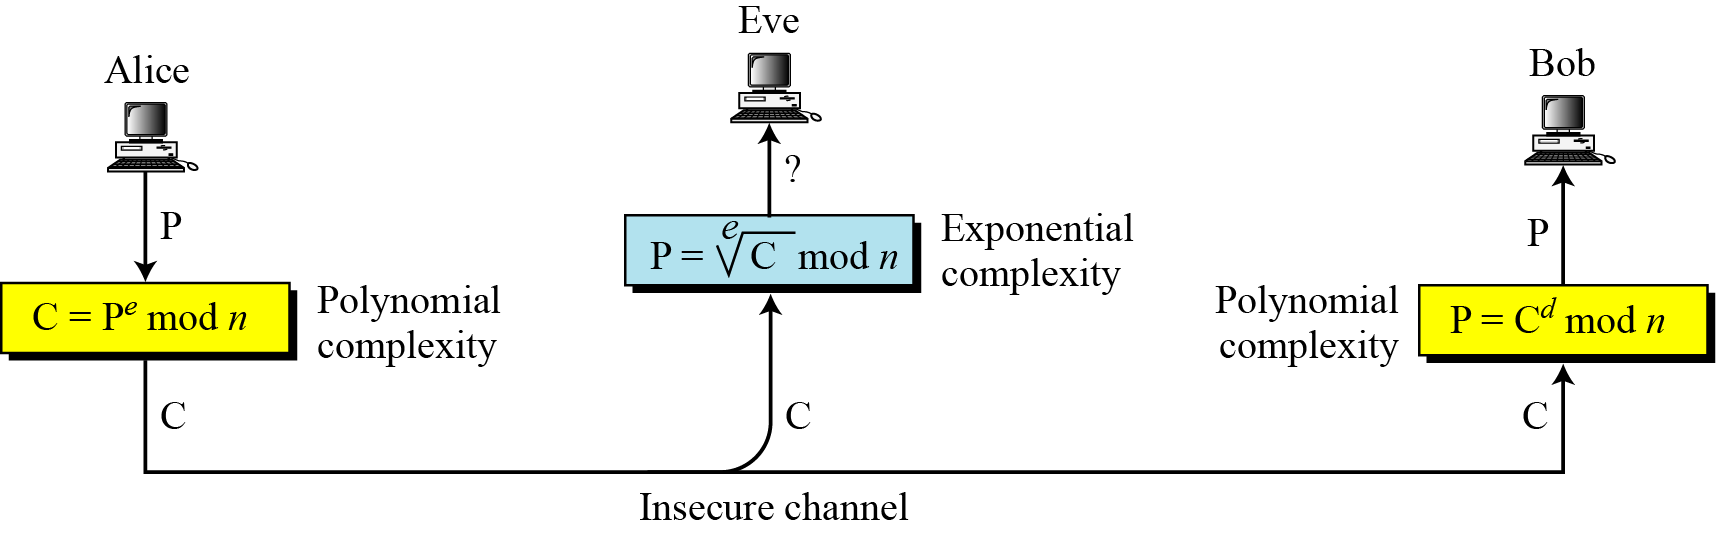 Eve
Alice
Bob
?
P
P
P = ᵉ√C mod n
Exponential
complexity
C = Pᵉ mod n
Polynomial
complexity
Polynomial
complexity
P = Cᵈ mod n
C
C
C
Insecure channel